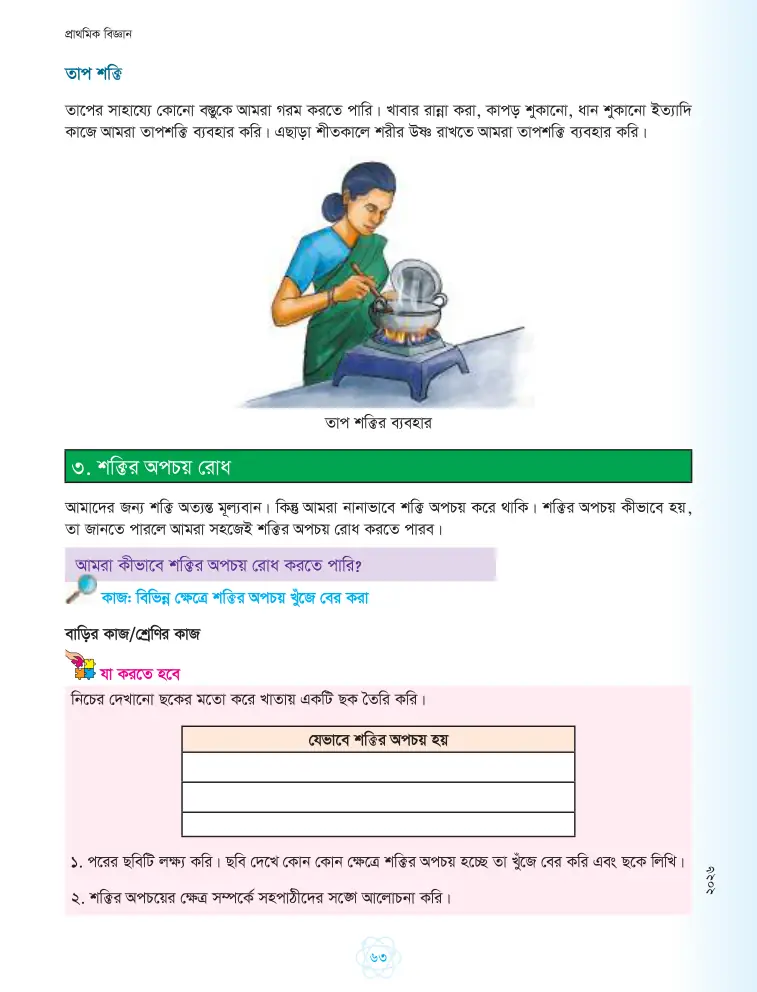 প্রাথমিক বিজ্ঞান
তাপ শক্তি
তাপের সাহায্যে কোনো বস্তুকে আমরা গরম করতে পারি। খাবার রান্না করা, কাপড় শুকানো, ধান শুকানো ইত্যাদি
কাজে আমরা তাপশক্তি ব্যবহার করি। এছাড়া শীতকালে শরীর উষ্ণ রাখতে আমরা তাপশক্তি ব্যবহার করি।
তাপ শক্তির ব্যবহার
৩. শক্তির অপচয় রোধ
আমাদের জন্য শক্তি অত্যন্ত মূল্যবান। কিন্তু আমরা নানাভাবে শক্তি অপচয় করে থাকি। শক্তির অপচয় কীভাবে হয়,
তা জানতে পারলে আমরা সহজেই শক্তির অপচয় রোধ করতে পারব।
আমরা কীভাবে শক্তির অপচয় রোধ করতে পারি?
কাজ: বিভিন্ন ক্ষেত্রে শক্তির অপচয় খুঁজে বের করা
বাড়ির কাজ/শ্রেণির কাজ
যা করতে হবে
নিচের দেখানো ছকের মতো করে খাতায় একটি ছক তৈরি করি।
যেভাবে শক্তির অপচয় হয়
১. পরের ছবিটি লক্ষ্য করি। ছবি দেখে কোন কোন ক্ষেত্রে শক্তির অপচয় হচ্ছে তা খুঁজে বের করি এবং ছকে লিখি।
২. শক্তির অপচয়ের ক্ষেত্র সম্পর্কে সহপাঠীদের সঙ্গে আলোচনা করি।
২০২৬
৬৩